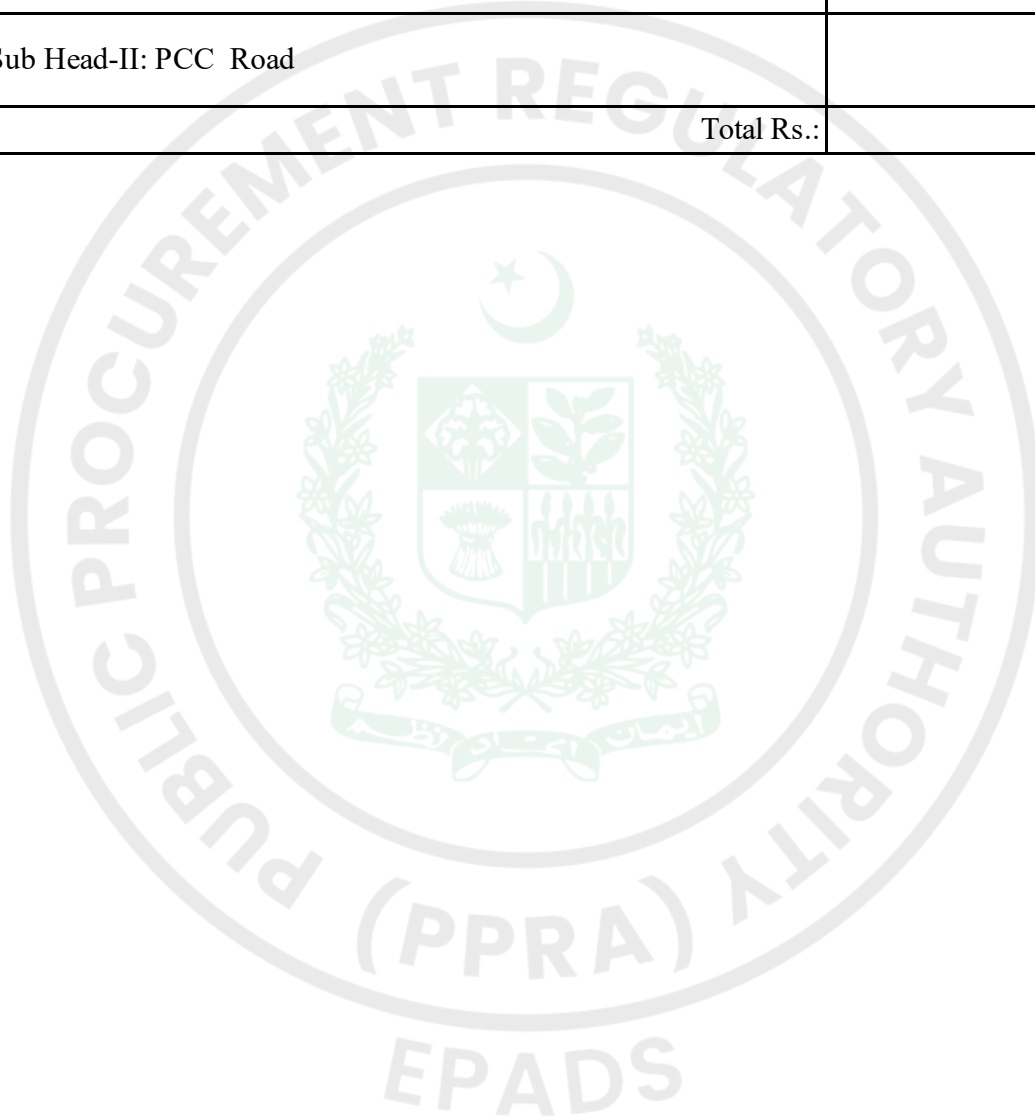 Sub Head-II: PCC Road
Total Rs.:
PUBLIC PROCUREMENT REGULATORY AUTHORITY
(PPRA)
EPADS